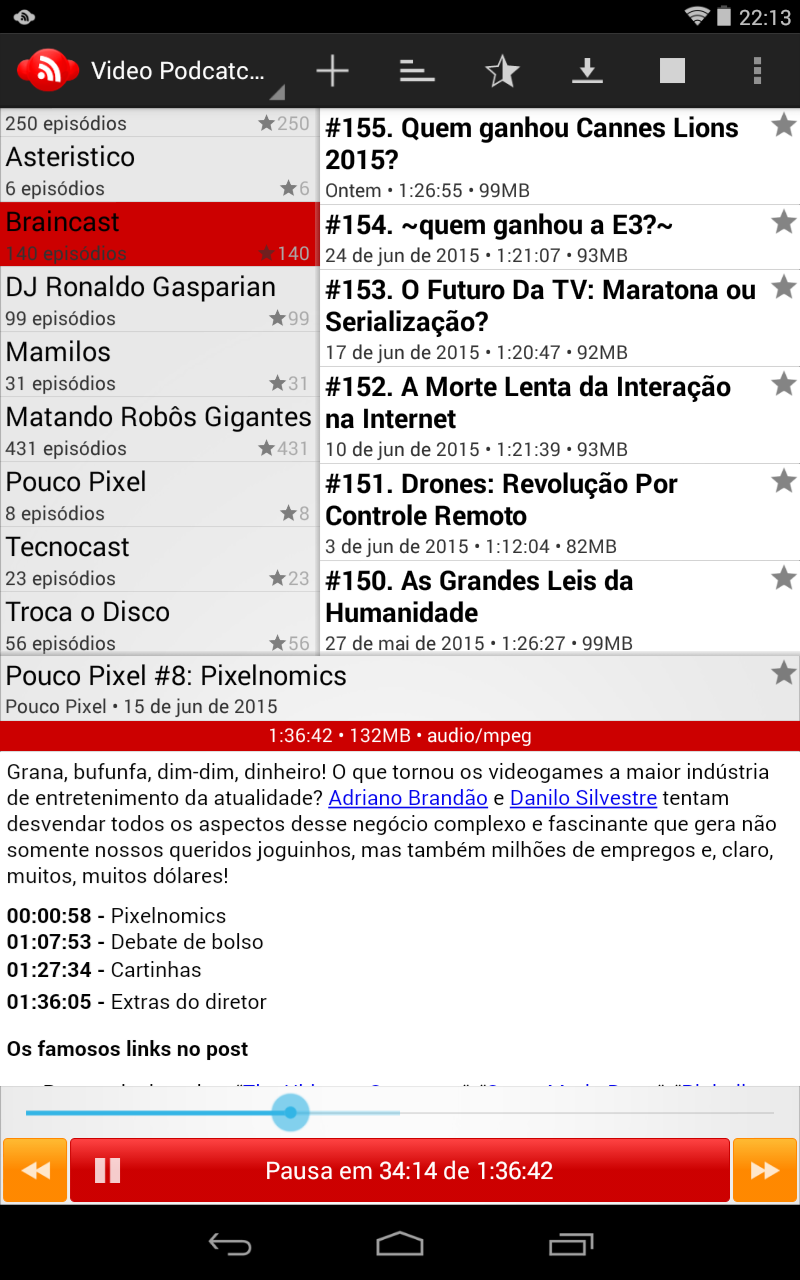 22:13
Video Podcatc...
250 episódios
250
Asteristico
6 episódios
6
Braincast
140 episódios
140
DJ Ronaldo Gasparian
99 episódios
99
Mamilos
31 episódios
31
Matando Robôs Gigantes
431 episódios
431
Pouco Pixel
8 episódios
8
Tecnocast
23 episódios
23
Troca o Disco
56 episódios
56
#155. Quem ganhou Cannes Lions
2015?
Ontem • 1:26:55 • 99MB
#154. ~quem ganhou a E3?~
24 de jun de 2015 • 1:21:07 • 93MB
#153. O Futuro Da TV: Maratona ou
Serialização?
17 de jun de 2015 • 1:20:47 • 92MB
#152. A Morte Lenta da Interação
na Internet
10 de jun de 2015 • 1:21:39 • 93MB
#151. Drones: Revolução Por
Controle Remoto
3 de jun de 2015 • 1:12:04 • 82MB
#150. As Grandes Leis da
Humanidade
27 de mai de 2015 • 1:26:27 • 99MB
Pouco Pixel #8: Pixelnomics
Pouco Pixel • 15 de jun de 2015
1:36:42 • 132MB • audio/mpeg
Grana, bufunfa, dim-dim, dinheiro! O que tornou os videogames a maior indústria
de entretenimento da atualidade? Adriano Brandão e Danilo Silvestre tentam
desvendar todos os aspectos desse negócio complexo e fascinante que gera não
somente nossos queridos joguinhos, mas também milhões de empregos e, claro,
muitos, muitos dólares!
00:00:58 - Pixelnomics
01:07:53 - Debate de bolso
01:27:34 - Cartinhas
01:36:05 - Extras do diretor
Os famosos links no post
Pausa em 34:14 de 1:36:42